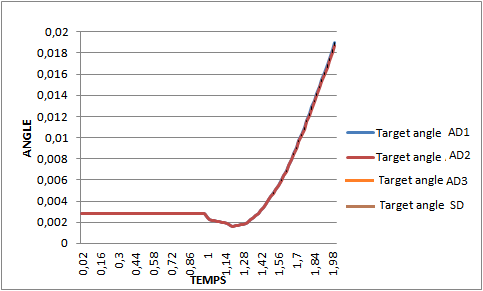 0,02
0,018
0,016
0,014
0,012
0,01
0,008
0,006
0,004
0,002
0
ANGLE
0,02 0,16 0,3 0,44 0,58 0,72 0,86 1 1,14 1,28 1,42 1,56 1,7 1,84 1,98
TEMPS
Target angle AD1
Target angle . AD2
Target angle AD3
Target angle SD